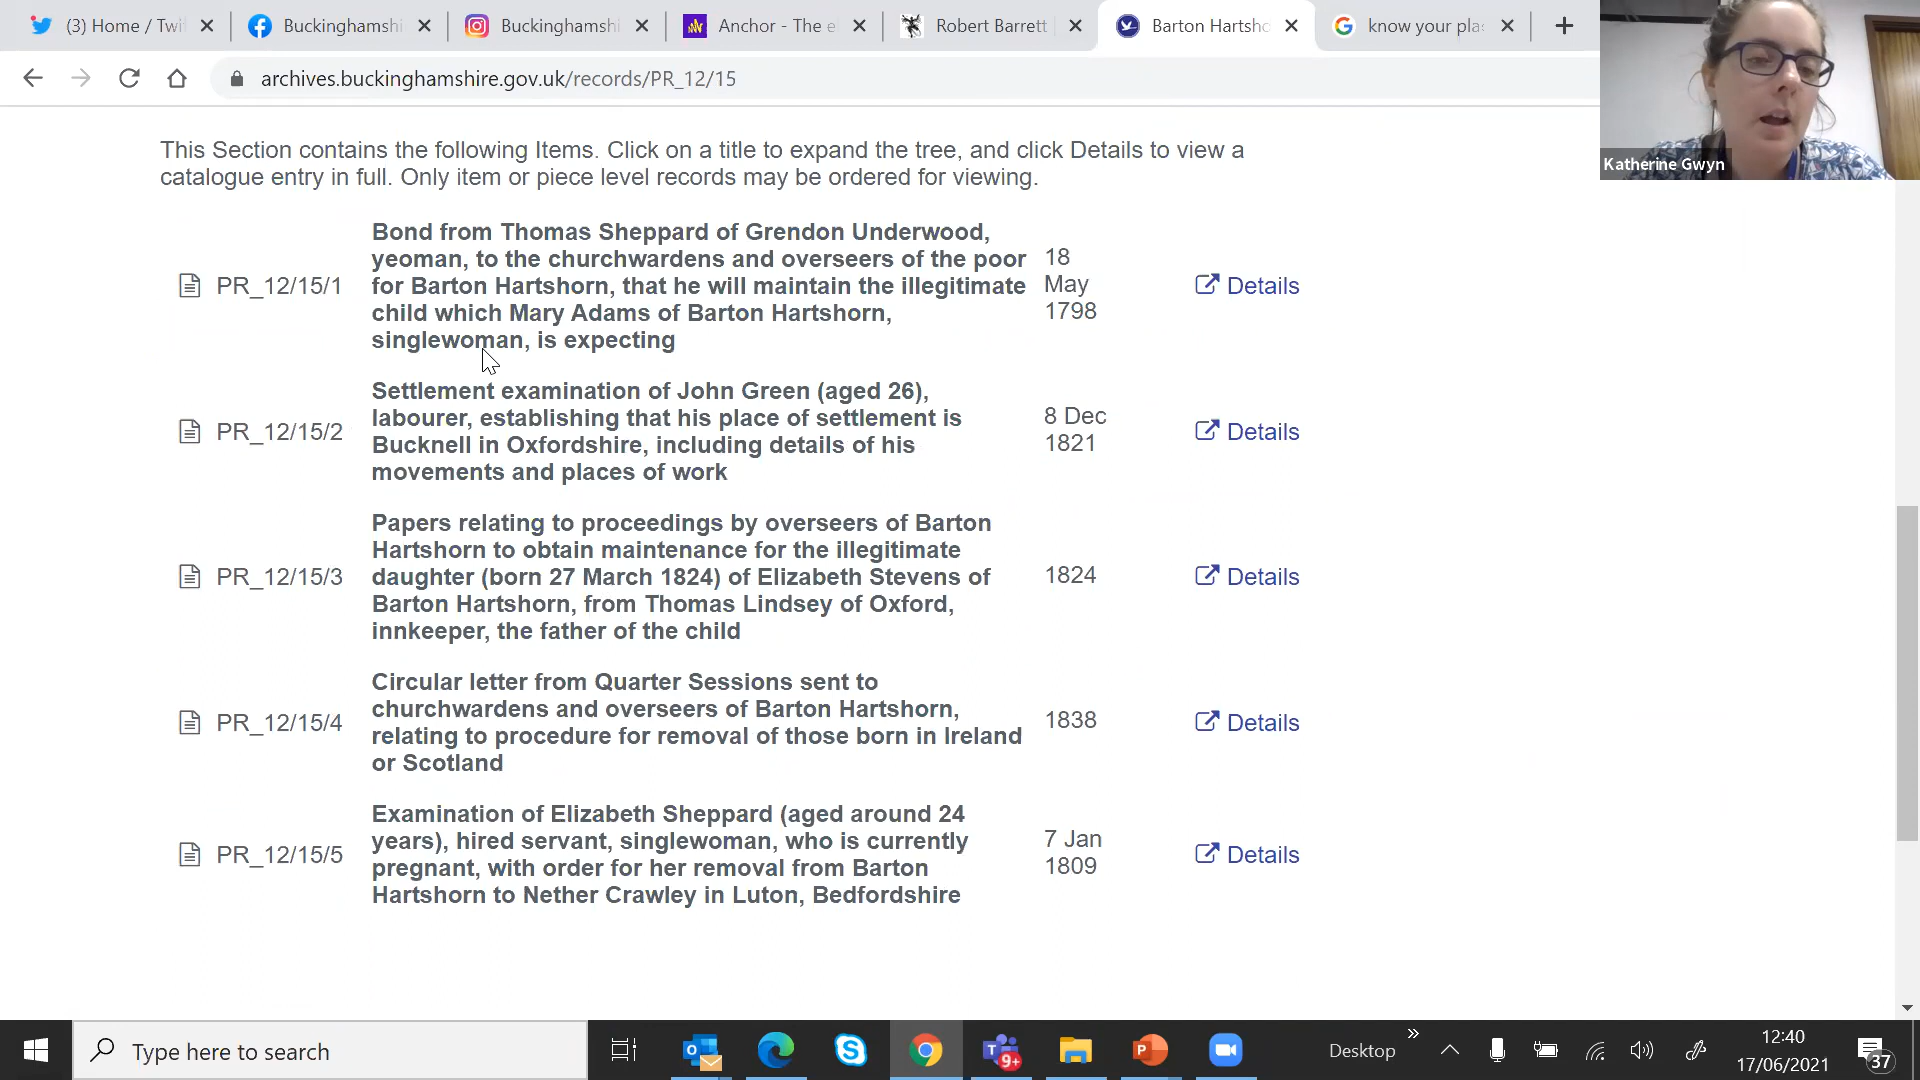 (3) Home / Twi
Buckinghamshi
Buckinghamshi
Anchor - The e
Robert Barrett
Barton Hartsho
know your pla
archives.buckinghamshire.gov.uk/records/PR_12/15
Katherine Gwyn
This Section contains the following Items. Click on a title to expand the tree, and click Details to view a
catalogue entry in full. Only item or piece level records may be ordered for viewing.
PR_12/15/1
Bond from Thomas Sheppard of Grendon Underwood,
yeoman, to the churchwardens and overseers of the poor
for Barton Hartshorn, that he will maintain the illegitimate
child which Mary Adams of Barton Hartshorn,
singlewoman, is expecting
18
May
1798
Details
PR_12/15/2
Settlement examination of John Green (aged 26),
labourer, establishing that his place of settlement is
Bucknell in Oxfordshire, including details of his
movements and places of work
8 Dec
1821
Details
PR_12/15/3
Papers relating to proceedings by overseers of Barton
Hartshorn to obtain maintenance for the illegitimate
daughter (born 27 March 1824) of Elizabeth Stevens of
Barton Hartshorn, from Thomas Lindsey of Oxford,
innkeeper, the father of the child
1824
Details
PR_12/15/4
Circular letter from Quarter Sessions sent to
churchwardens and overseers of Barton Hartshorn,
relating to procedure for removal of those born in Ireland
or Scotland
1838
Details
PR_12/15/5
Examination of Elizabeth Sheppard (aged around 24
years), hired servant, singlewoman, who is currently
pregnant, with order for her removal from Barton
Hartshorn to Nether Crawley in Luton, Bedfordshire
7 Jan
1809
Details
Type here to search
9+
Desktop
12:40
17/06/2021
37